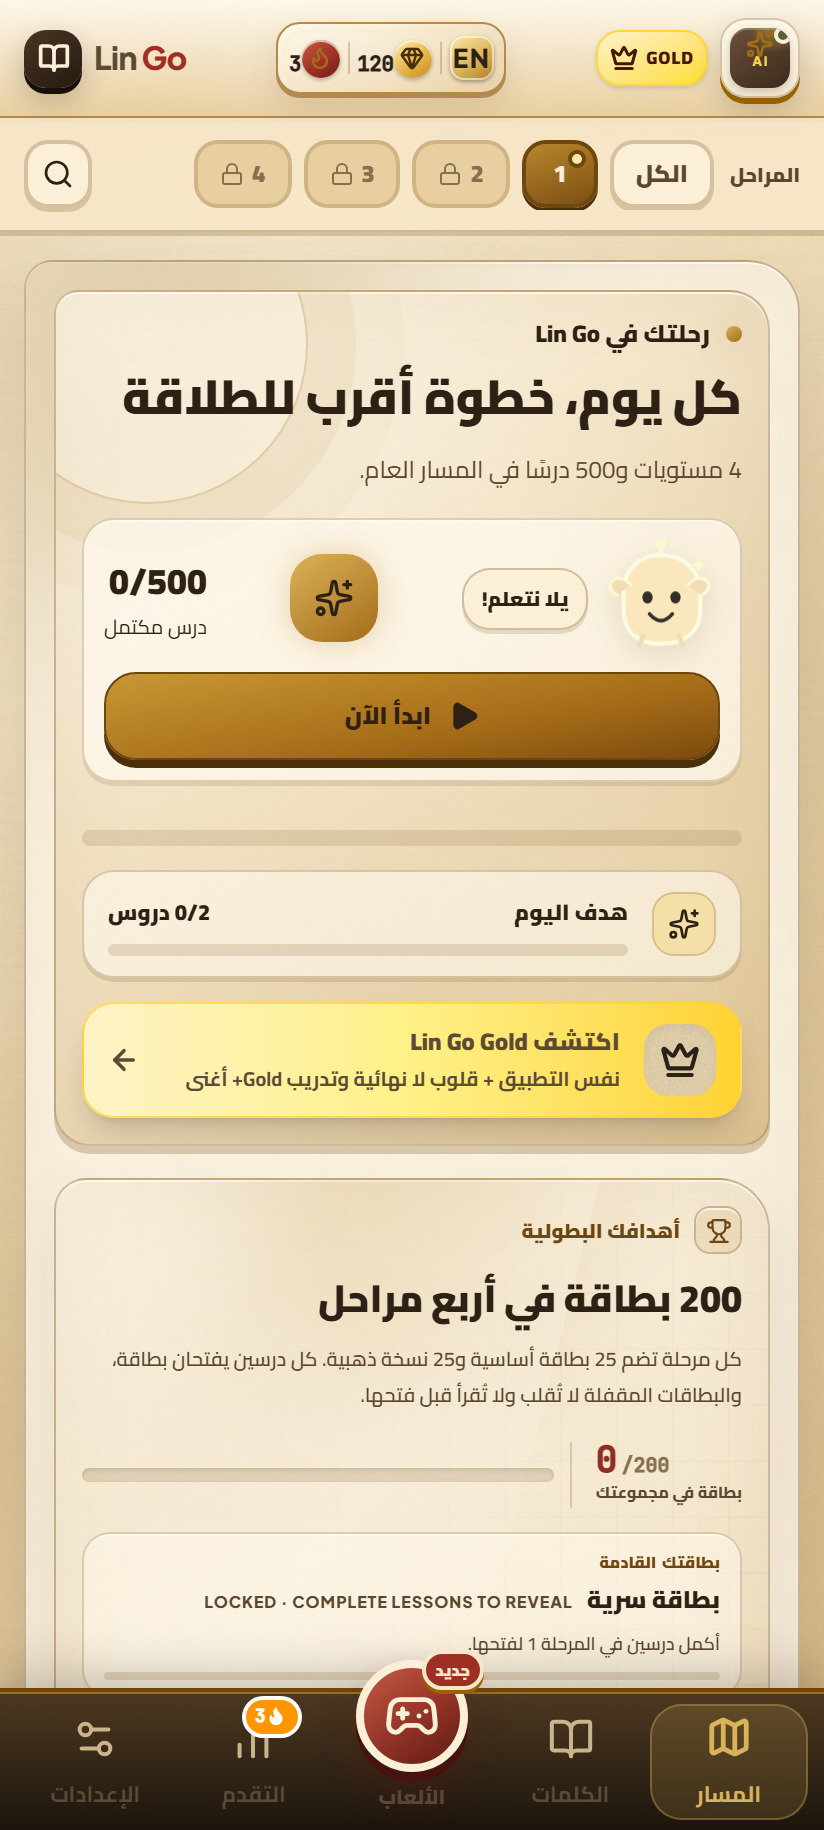 Lin Go
3
120
EN
GOLD
AI
المراحل
الكل
1
2
3
4
رحلتك في Lin Go
كل يوم، خطوة أقرب للطلاقة
4 مستويات و500 درسًا في المسار العام.
يلا نتعلم!
0/500
درس مكتمل
ابدأ الآن
هدف اليوم
0/2 دروس
اكتشف Lin Go Gold
نفس التطبيق + قلوب لا نهائية وتدريب Gold+ أغنى
أهدافك البطولية
200 بطاقة في أربع مراحل
كل مرحلة تضم 25 بطاقة أساسية و25 نسخة ذهبية. كل درسين يفتحان بطاقة،
والبطاقات المقفلة لا تُقلب ولا تُقرأ قبل فتحها.
0/200
بطاقة في مجموعتك
بطاقتك القادمة
بطاقة سرية LOCKED · COMPLETE LESSONS TO REVEAL
أكمل درسين في المرحلة 1 لفتحها.
جديد
3
المسار
الكلمات
الألعاب
التقدم
الإعدادات